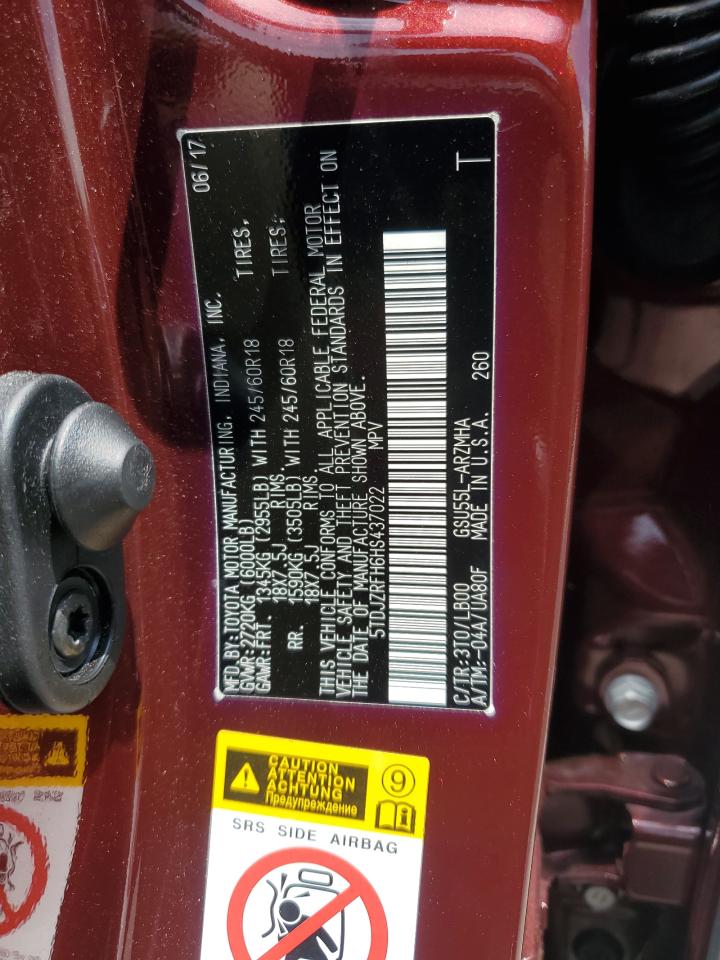 MFD.BY:TOYOTA MOTOR MANUFACTURING, INDIANA, INC. 06/17
GVWR:2720KG (6000LB)
GAWR:FRT. 1345KG (2955LB) WITH 245/60R18 TIRES,
18X7.5J RIMS
RR. 1590KG (3505LB) WITH 245/60R18 TIRES,
18X7.5J RIMS.
THIS VEHICLE CONFORMS TO ALL APPLICABLE FEDERAL MOTOR
VEHICLE SAFETY AND THEFT PREVENTION STANDARDS IN EFFECT ON
THE DATE OF MANUFACTURE SHOWN ABOVE.
5TDJZRFH6HS437022 MPV
C/TR:310/LB00 GSU55L-ARZMHA 260
A/TM:-04A/UA80F MADE IN U.S.A. T
CAUTION
ATTENTION
ACHTUNG
Предупреждение
9
SRS SIDE AIRBAG